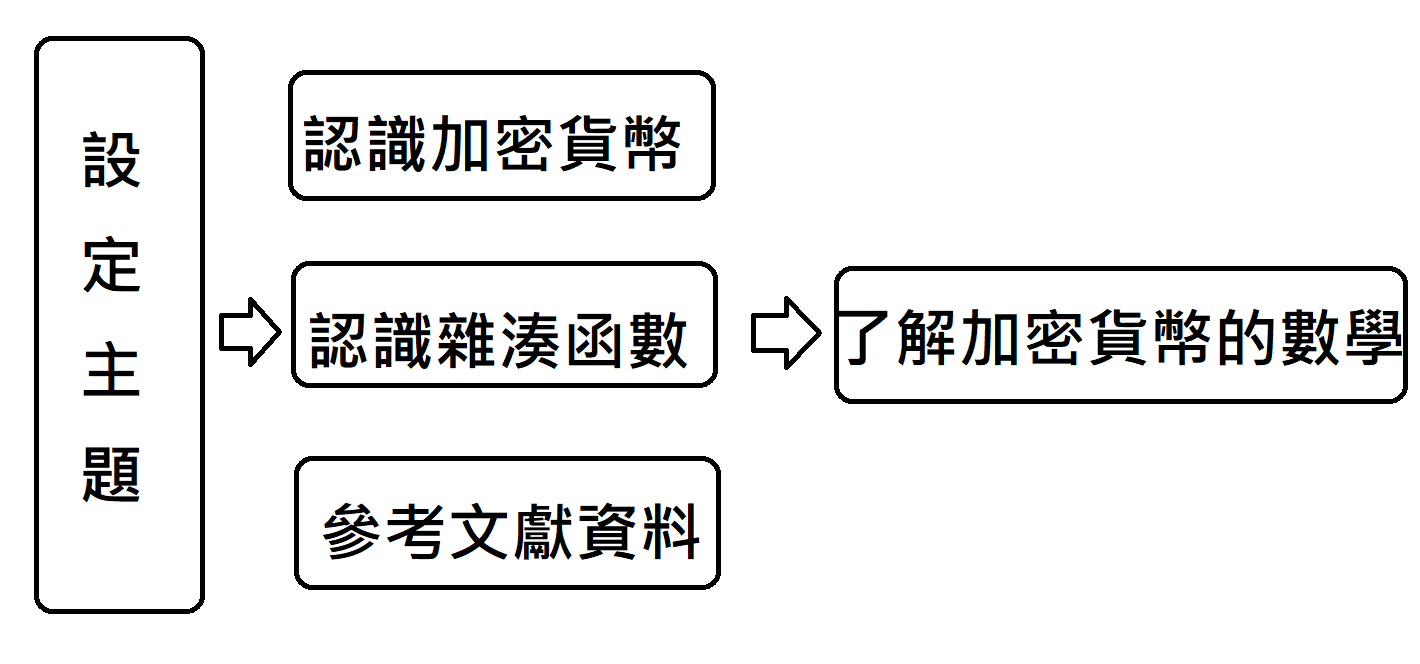 設定主題
認識加密貨幣
認識雜湊函數
參考文獻資料
了解加密貨幣的數學